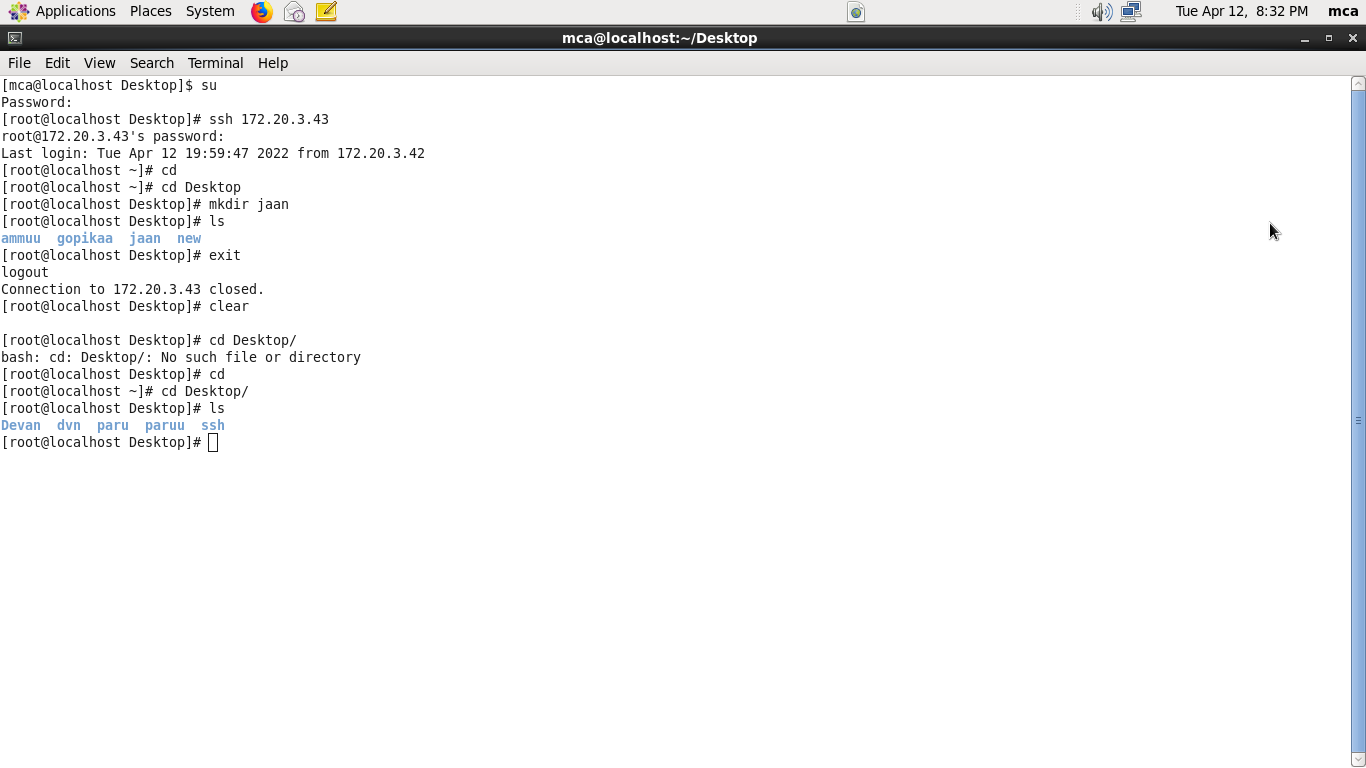 Applications Places System Tue Apr 12, 8:32 PM mca
mca@localhost:~/Desktop
File Edit View Search Terminal Help
[mca@localhost Desktop]$ su
Password:
[root@localhost Desktop]# ssh 172.20.3.43
root@172.20.3.43's password:
Last login: Tue Apr 12 19:59:47 2022 from 172.20.3.42
[root@localhost ~]# cd
[root@localhost ~]# cd Desktop
[root@localhost Desktop]# mkdir jaan
[root@localhost Desktop]# ls
ammuu gopikaa jaan new
[root@localhost Desktop]# exit
logout
Connection to 172.20.3.43 closed.
[root@localhost Desktop]# clear
[root@localhost Desktop]# cd Desktop/
bash: cd: Desktop/: No such file or directory
[root@localhost Desktop]# cd
[root@localhost ~]# cd Desktop/
[root@localhost Desktop]# ls
Devan dvn paru paruu ssh
[root@localhost Desktop]#